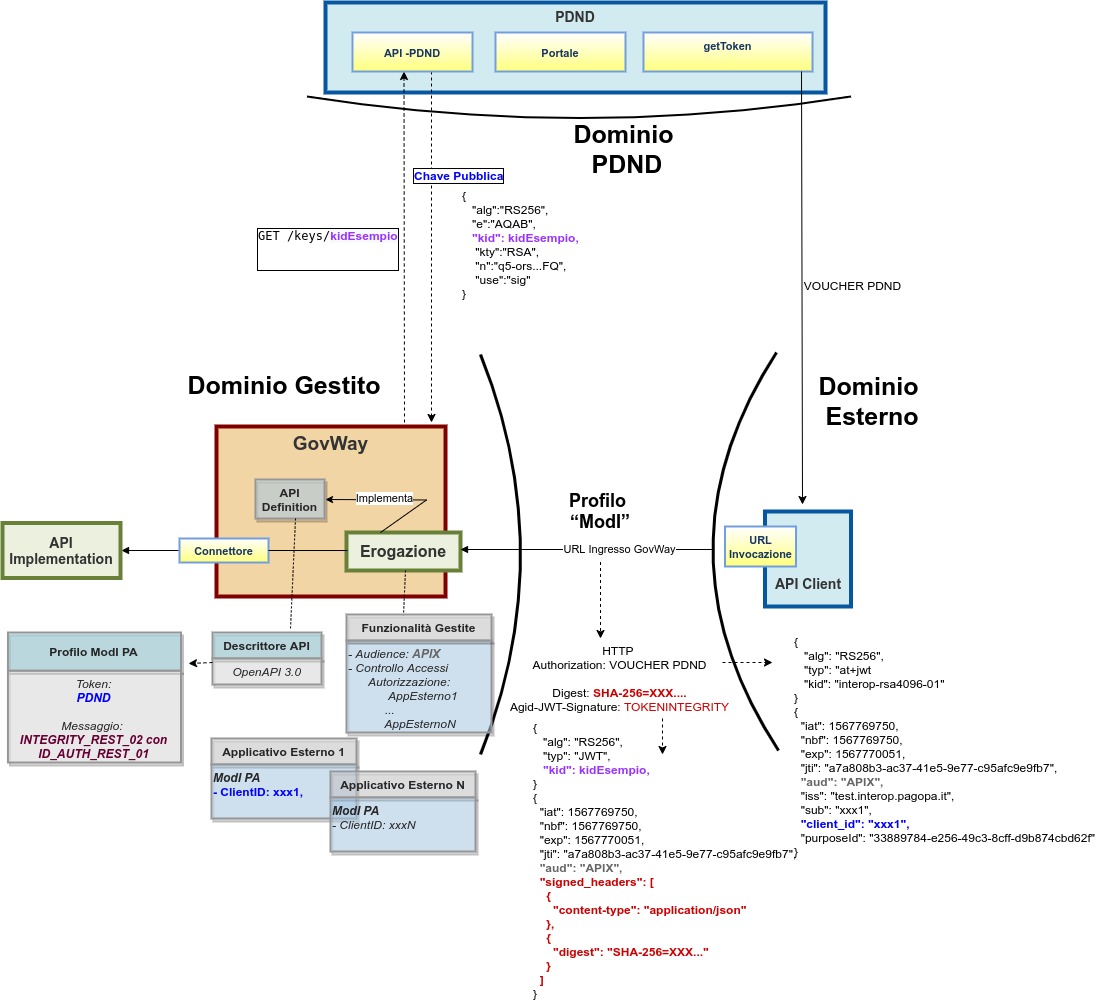 PDND
API -PDND
Portale
getToken
Dominio
PDND
Chave Pubblica
{
"alg":"RS256",
"e":"AQAB",
"kid": kidEsempio,
"kty":"RSA",
"n":"q5-ors...FQ",
"use":"sig"
}
GET /keys/kidEsempio
VOUCHER PDND
Dominio Gestito
Dominio
Esterno
GovWay
API
Definition
Implementa
Profilo
“ModI”
API
Implementation
Connettore
Erogazione
URL Ingresso GovWay
URL
Invocazione
API Client
Profilo ModI PA
Token:
PDND
Messaggio:
INTEGRITY_REST_02 con
ID_AUTH_REST_01
Descrittore API
OpenAPI 3.0
Funzionalità Gestite
- Audience: APIX
- Controllo Accessi
Autorizzazione:
AppEsterno1
...
AppEsternoN
Applicativo Esterno 1
ModI PA
- ClientID: xxx1,
Applicativo Esterno N
ModI PA
- ClientID: xxxN
HTTP
Authorization: VOUCHER PDND
Digest: SHA-256=XXX....
Agid-JWT-Signature: TOKENINTEGRITY
{
"alg": "RS256",
"typ": "JWT",
"kid": kidEsempio,
}
{
"iat": 1567769750,
"nbf": 1567769750,
"exp": 1567770051,
"jti": "a7a808b3-ac37-41e5-9e77-c95afc9e9fb7"
"aud": "APIX",
"signed_headers": [
{
"content-type": "application/json"
},
{
"digest": "SHA-256=XXX..."
}
]
}
{
"alg": "RS256",
"typ": "at+jwt
"kid": "interop-rsa4096-01"
}
{
"iat": 1567769750,
"nbf": 1567769750,
"exp": 1567770051,
"jti": "a7a808b3-ac37-41e5-9e77-c95afc9e9fb7",
"aud": "APIX",
"iss": "test.interop.pagopa.it",
"sub": "xxx1",
"client_id": "xxx1",
"purposeId": "33889784-e256-49c3-8cff-d9b874cbd62f"
}